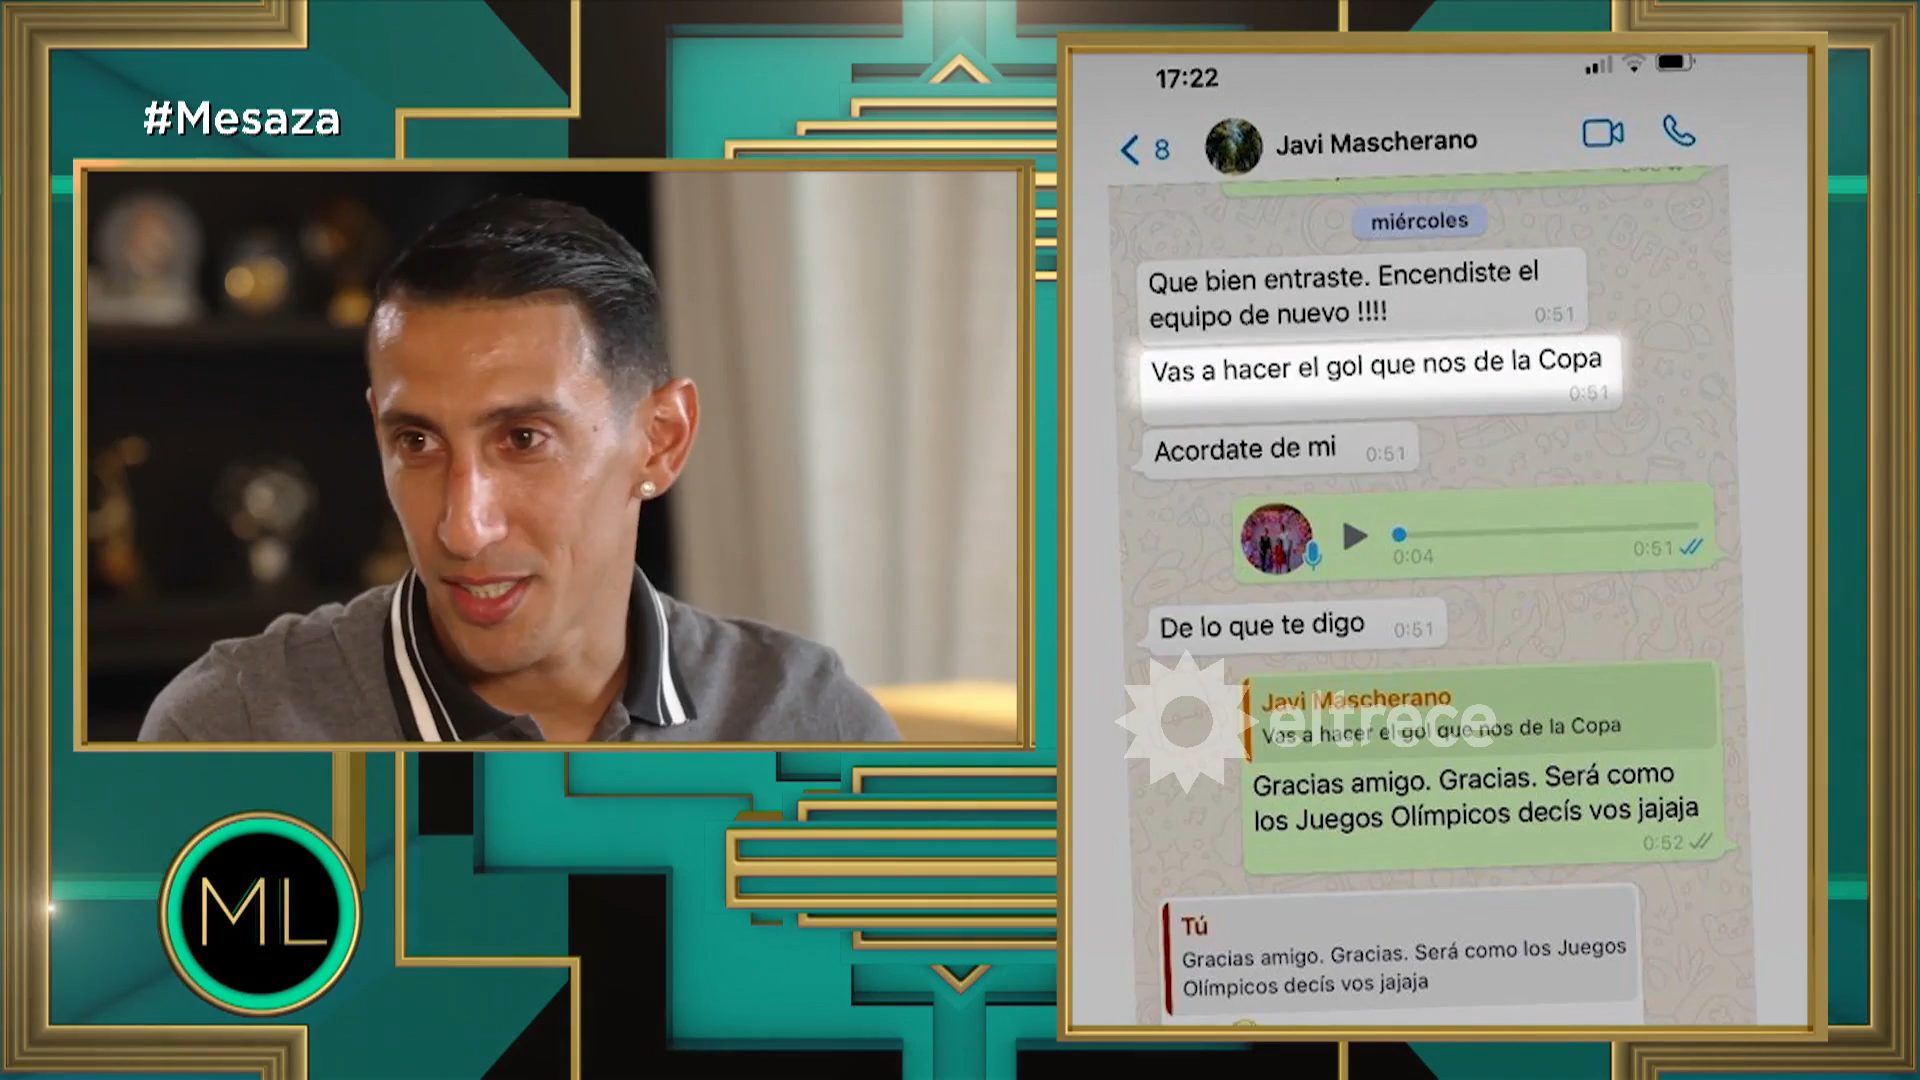 #Mesaza
ML
17:22
8
Javi Mascherano
miércoles
Que bien entraste. Encendiste el
equipo de nuevo !!!!
0:51
Vas a hacer el gol que nos de la Copa
0:51
Acordate de mi
0:51
0:04
0:51
De lo que te digo
0:51
Javi Mascherano
Vas a hacer el gol que nos de la Copa
eltrece
Gracias amigo. Gracias. Será como
los Juegos Olímpicos decís vos jajaja
0:52
Tú
Gracias amigo. Gracias. Será como los Juegos
Olímpicos decís vos jajaja